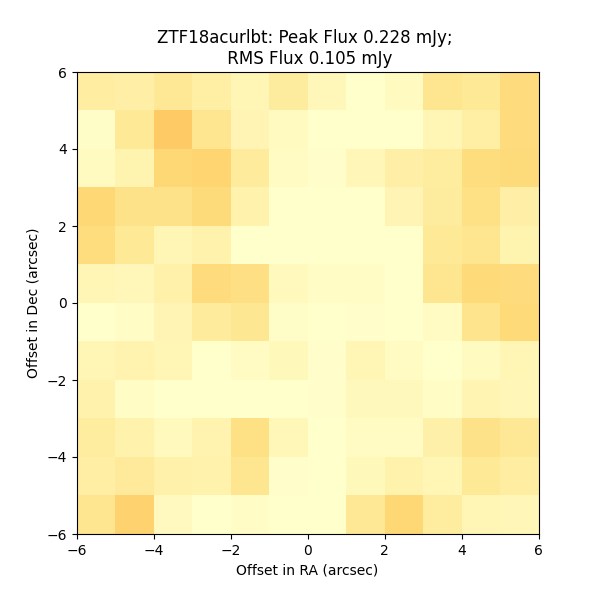 ZTF18acurlbt: Peak Flux 0.228 mJy;
RMS Flux 0.105 mJy
6
4
2
0
−2
−4
−6
Offset in Dec (arcsec)
−6 −4 −2 0 2 4 6
Offset in RA (arcsec)